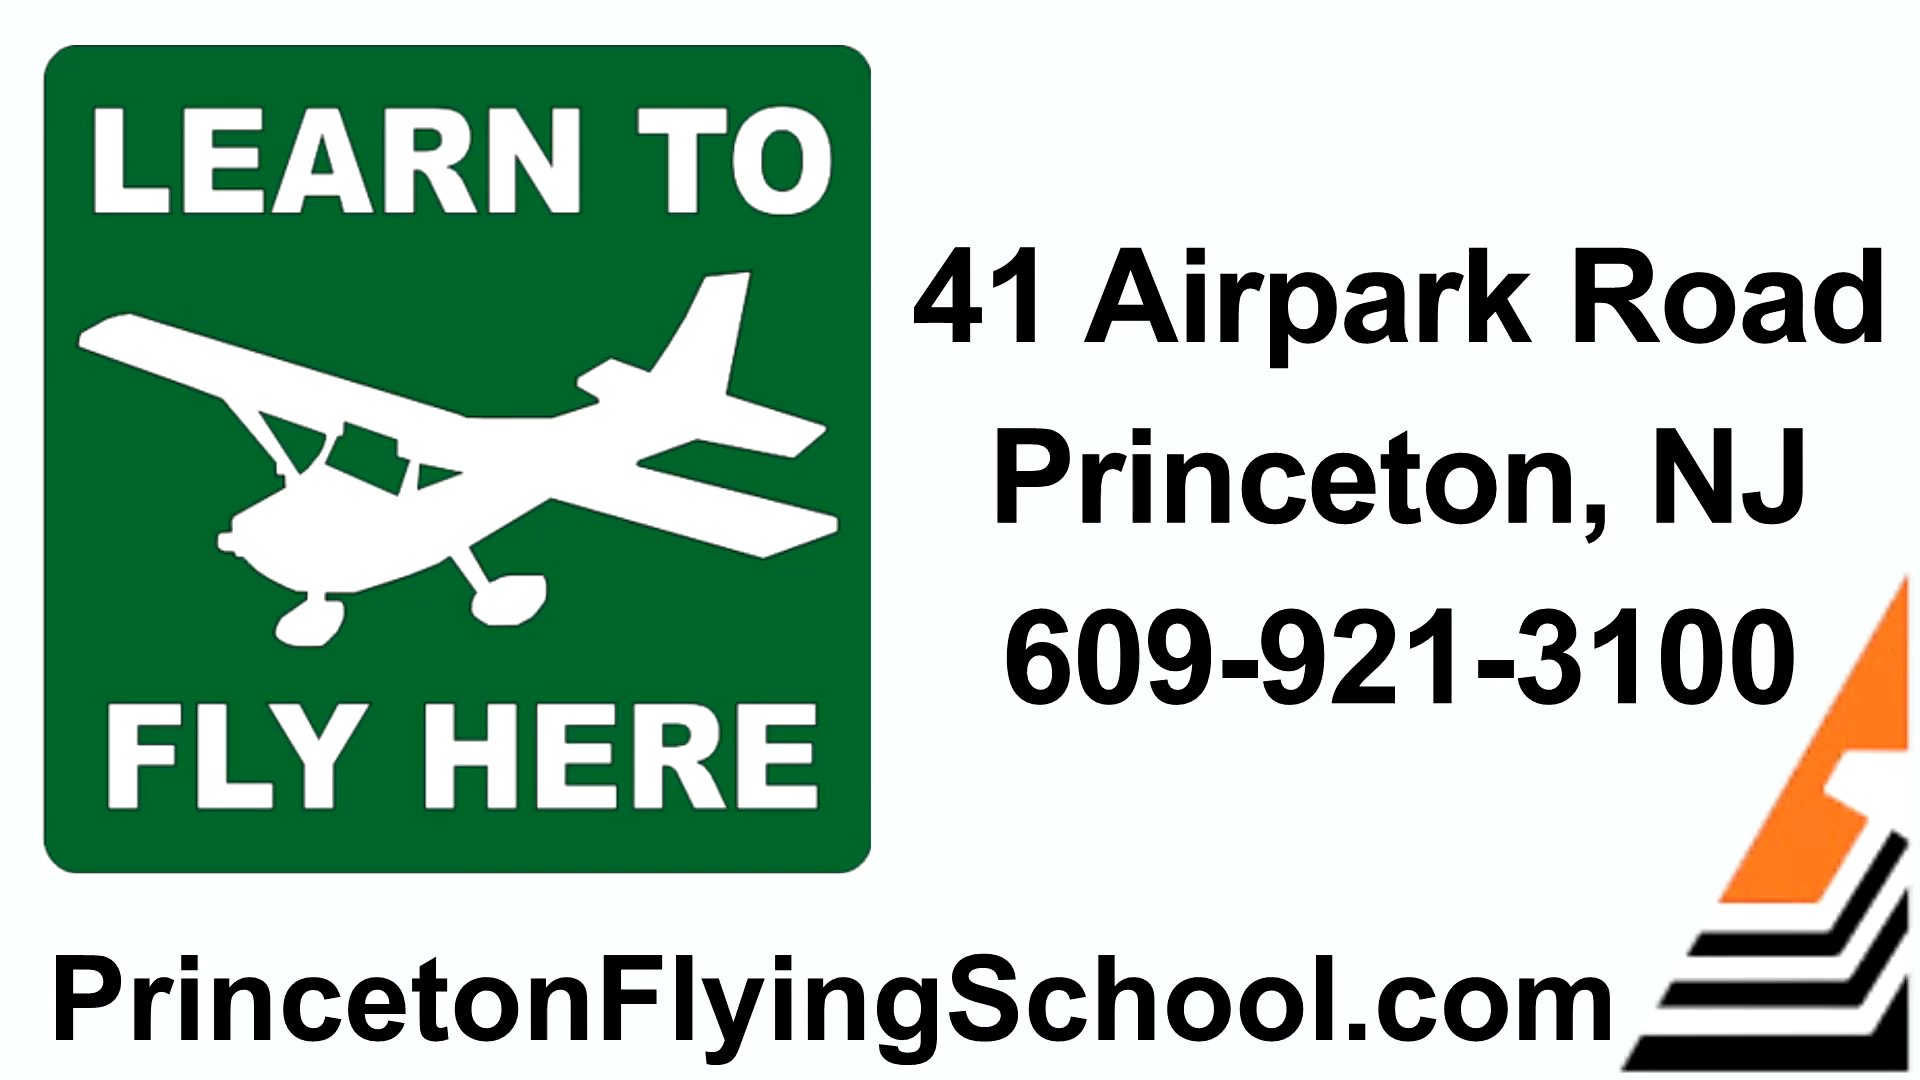 LEARN TO
FLY HERE
41 Airpark Road
Princeton, NJ
609-921-3100
PrincetonFlyingSchool.com